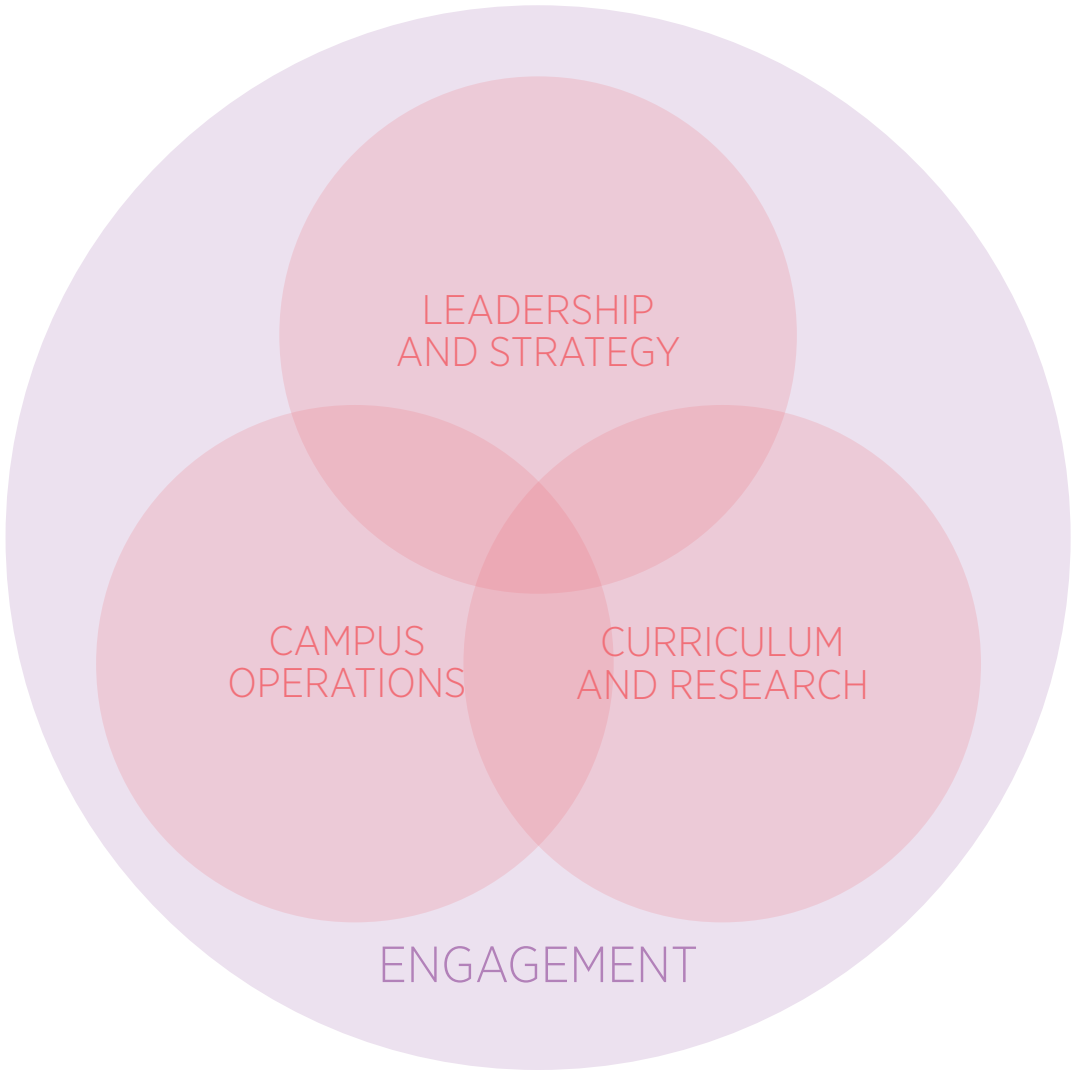 LEADERSHIP
AND STRATEGY
CAMPUS
OPERATIONS
CURRICULUM
AND RESEARCH
ENGAGEMENT